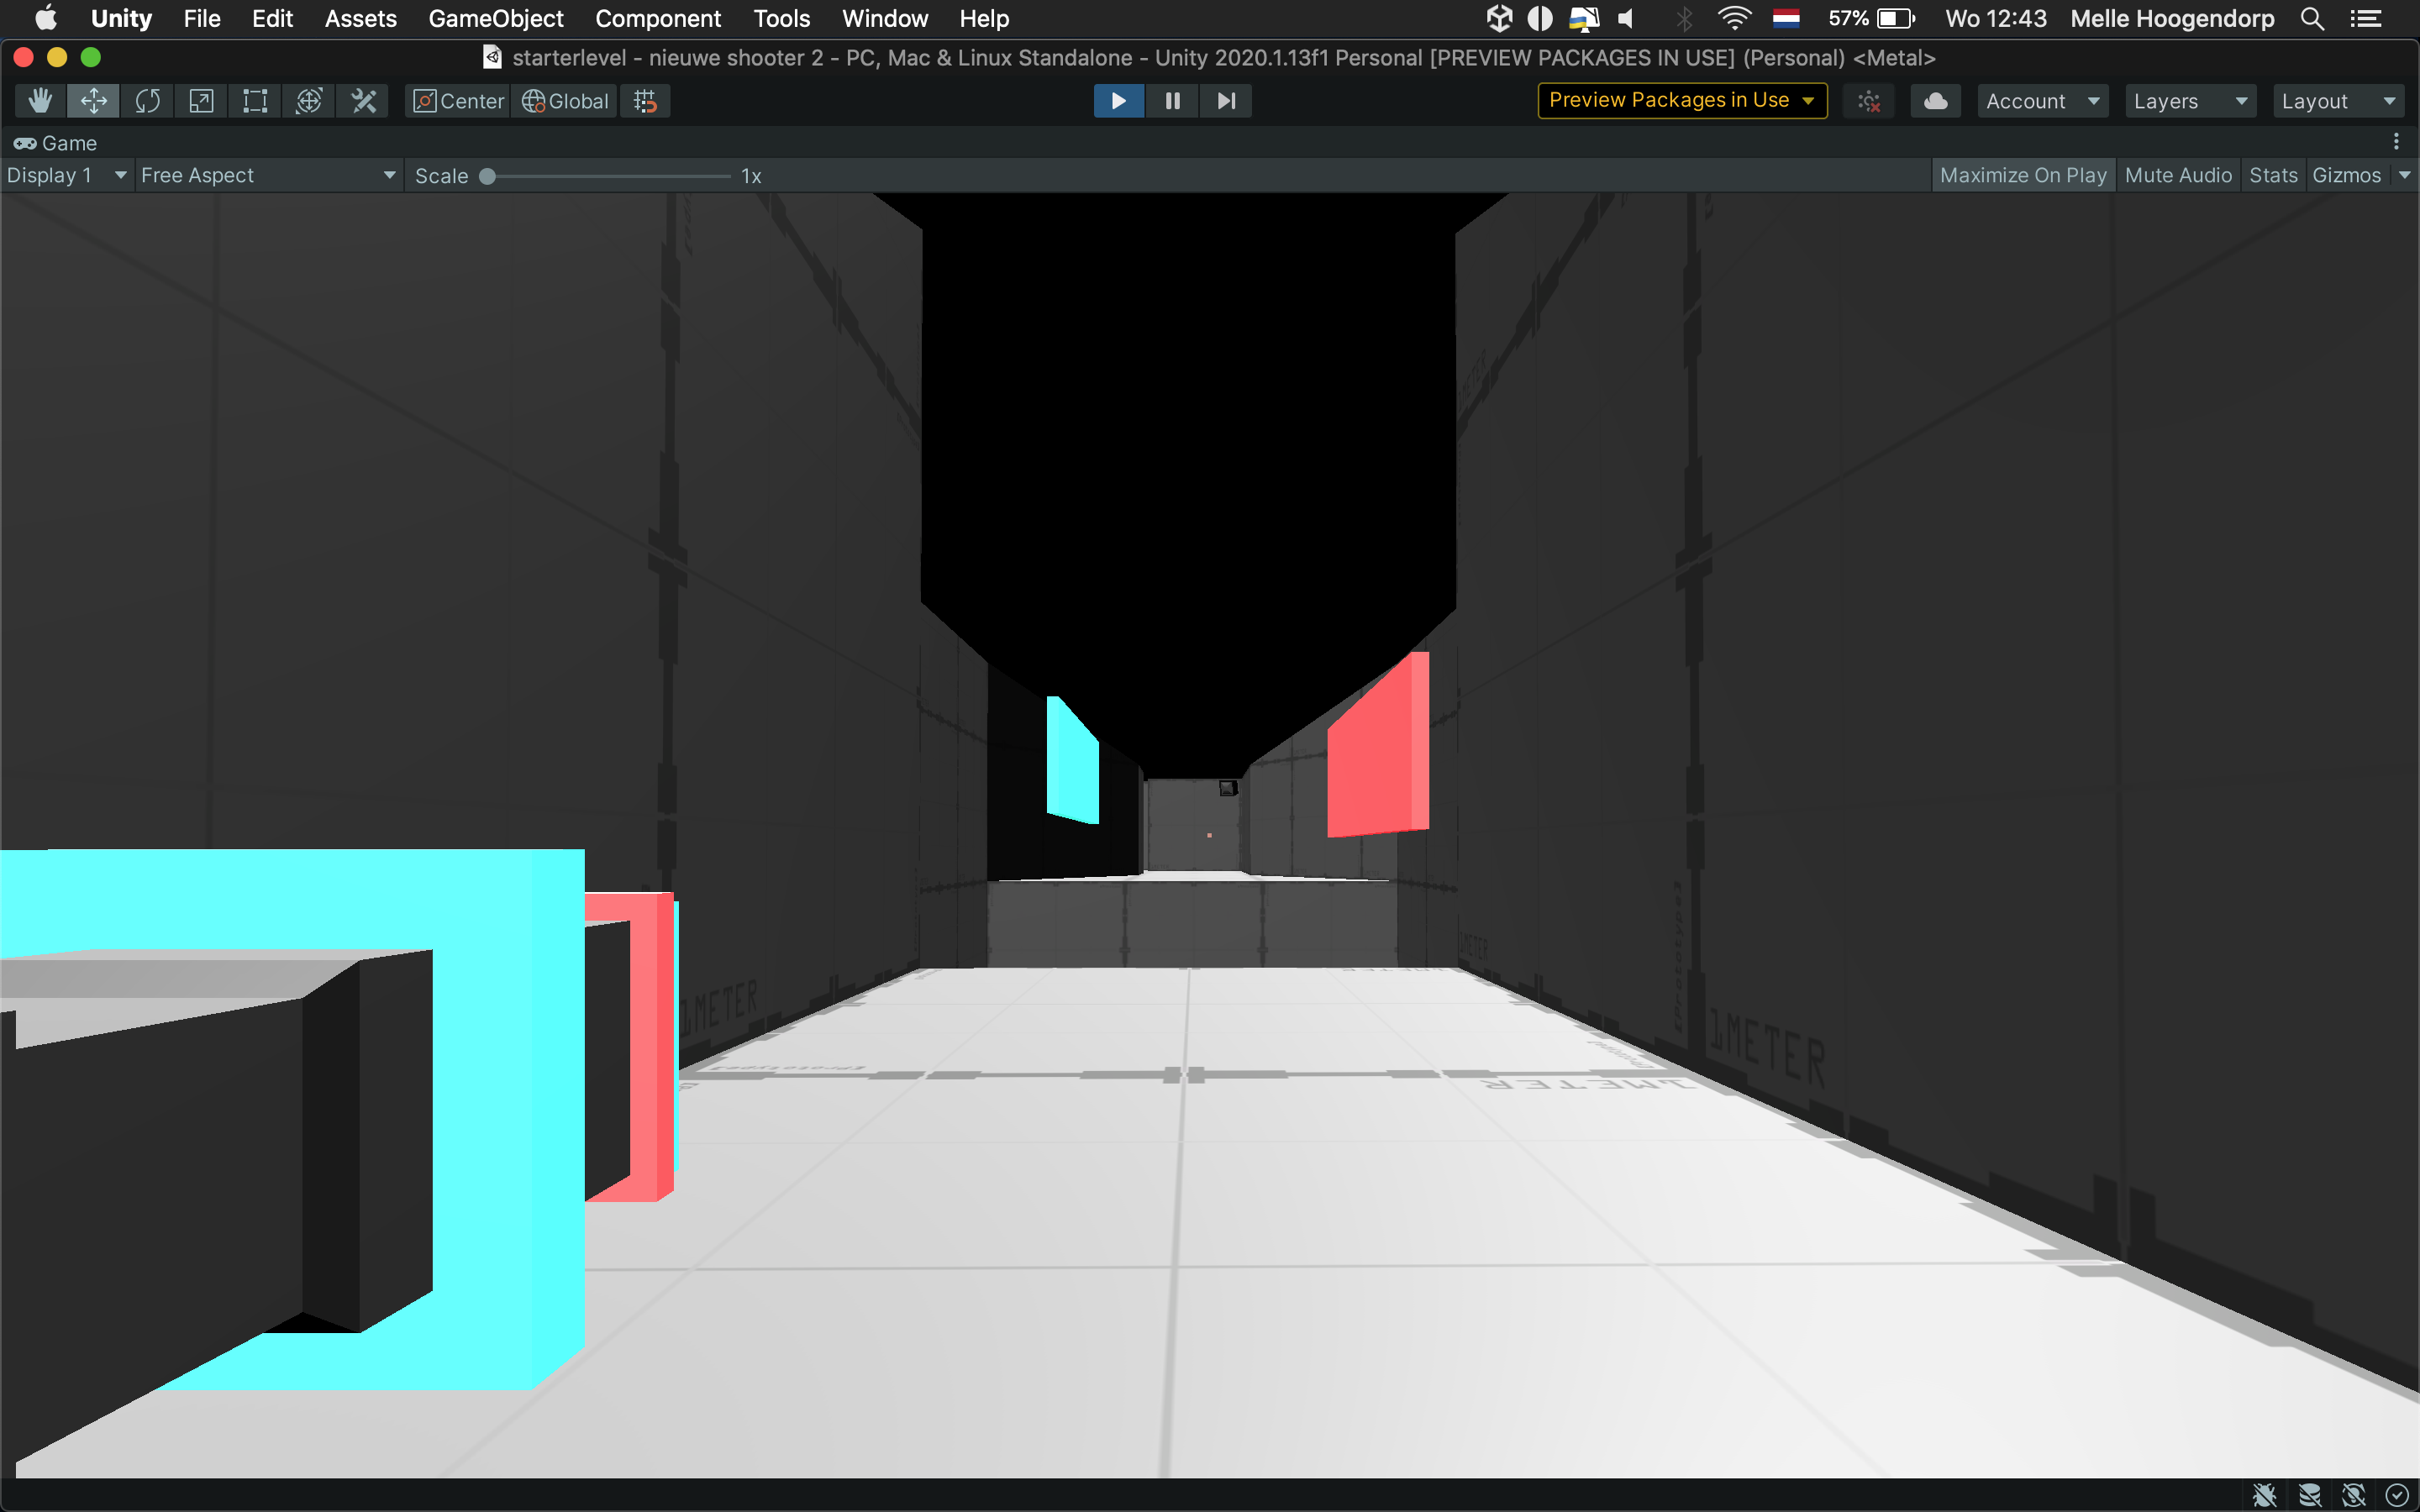 Unity File Edit Assets GameObject Component Tools Window Help 57% Wo 12:43 Melle Hoogendorp
starterlevel - nieuwe shooter 2 - PC, Mac & Linux Standalone - Unity 2020.1.13f1 Personal [PREVIEW PACKAGES IN USE] (Personal) <Metal>
Center Global Preview Packages in Use Account Layers Layout
Game
Display 1 Free Aspect Scale 1x Maximize On Play Mute Audio Stats Gizmos
1METER
1METER
1METER
1METER